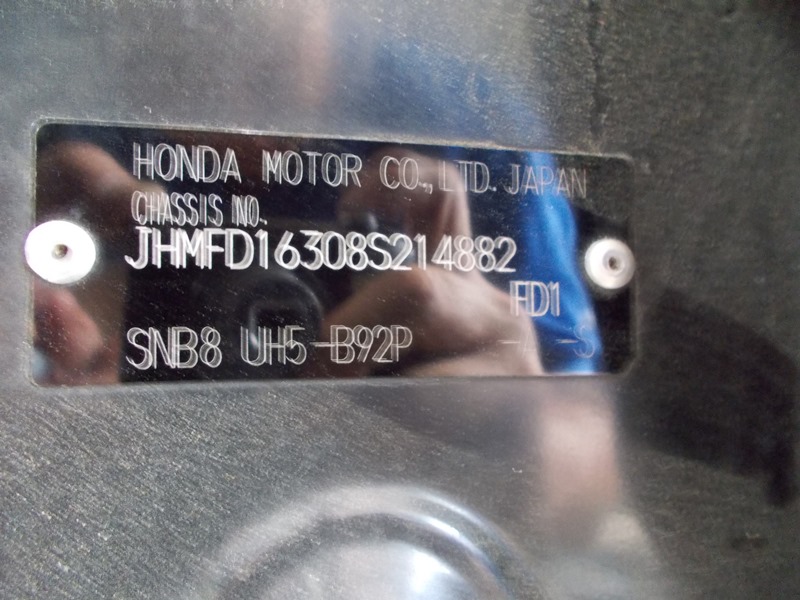 HONDA MOTOR CO., LTD. JAPAN
CHASSIS NO.,
JHMFD16308S214882
FD1
SNB8 UH5-B92P -A-S